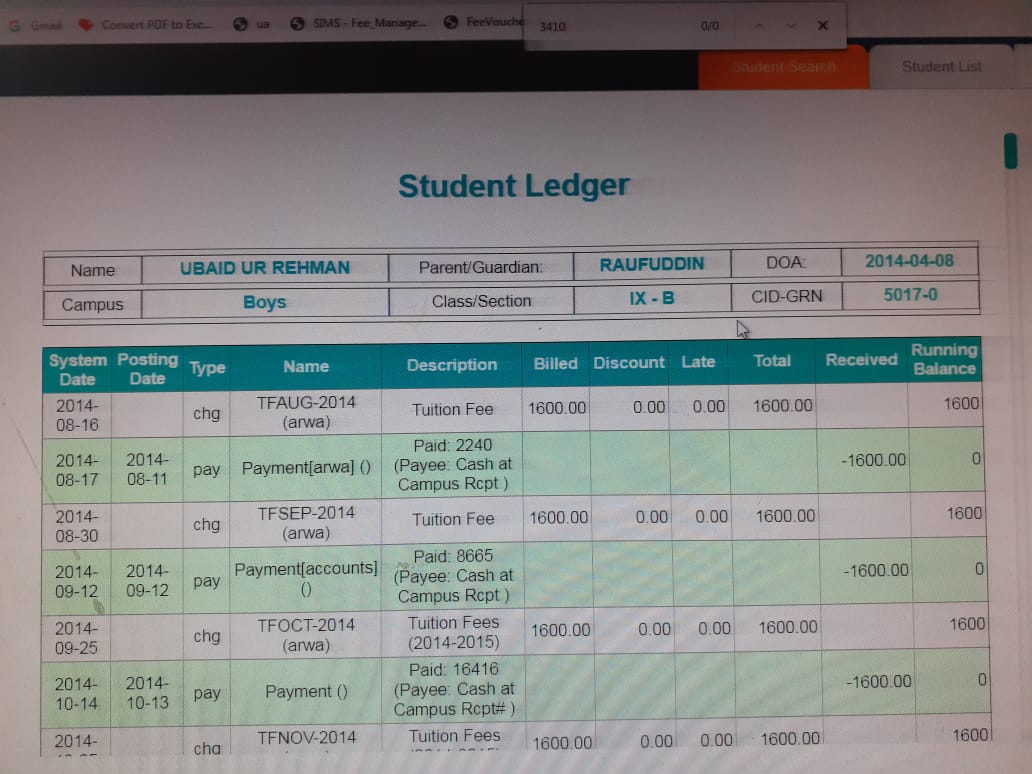 Gmail Convert PDF to Exc... ua SIMS - Fee_Manage... FeeVouche
3410 0/0
Student Search Student List
Student Ledger
Name UBAID UR REHMAN Parent/Guardian: RAUFUDDIN DOA: 2014-04-08
Campus Boys Class/Section IX - B CID-GRN 5017-0
System Date Posting Date Type Name Description Billed Discount Late Total Received Running Balance
2014-08-16 chg TFAUG-2014 (arwa) Tuition Fee 1600.00 0.00 0.00 1600.00 1600
2014-08-17 2014-08-11 pay Payment[arwa] () Paid: 2240 (Payee: Cash at Campus Rcpt ) -1600.00 0
2014-08-30 chg TFSEP-2014 (arwa) Tuition Fee 1600.00 0.00 0.00 1600.00 1600
2014-09-12 2014-09-12 pay Payment[accounts] () Paid: 8665 (Payee: Cash at Campus Rcpt ) -1600.00 0
2014-09-25 chg TFOCT-2014 (arwa) Tuition Fees (2014-2015) 1600.00 0.00 0.00 1600.00 1600
2014-10-14 2014-10-13 pay Payment () Paid: 16416 (Payee: Cash at Campus Rcpt# ) -1600.00 0
2014- chg TFNOV-2014 Tuition Fees 1600.00 0.00 0.00 1600.00 1600